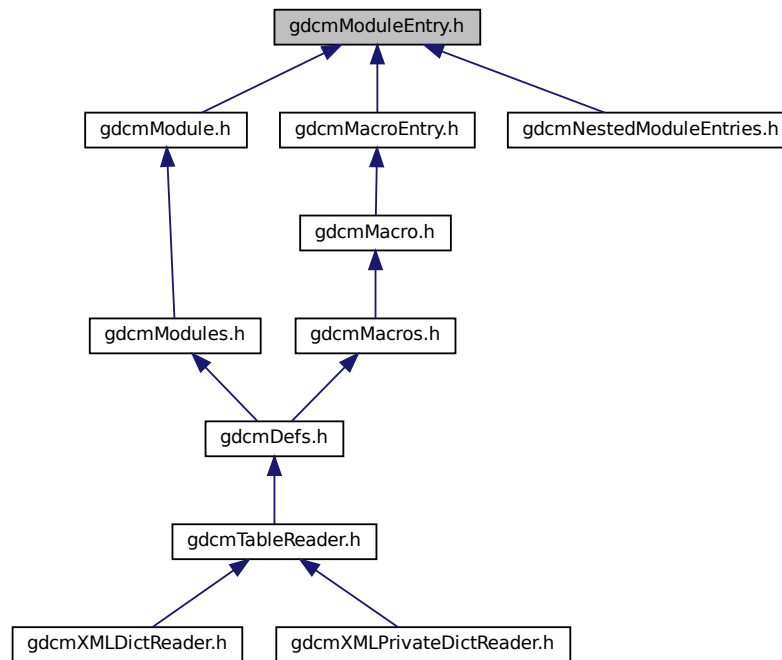 gdcmModuleEntry.h
gdcmModule.h
gdcmMacroEntry.h
gdcmNestedModuleEntries.h
gdcmMacro.h
gdcmModules.h
gdcmMacros.h
gdcmDefs.h
gdcmTableReader.h
gdcmXMLDictReader.h
gdcmXMLPrivateDictReader.h